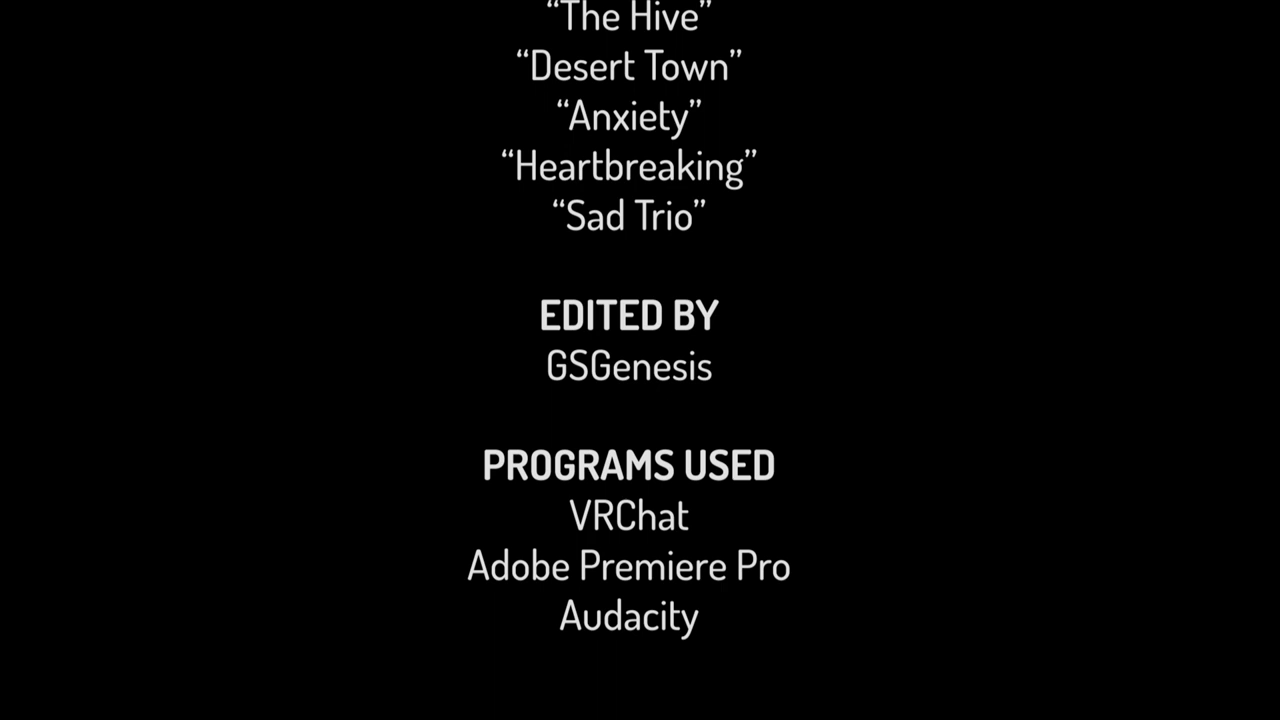 “The Hive”
“Desert Town”
“Anxiety”
“Heartbreaking”
“Sad Trio”
EDITED BY
GSGenesis
PROGRAMS USED
VRChat
Adobe Premiere Pro
Audacity